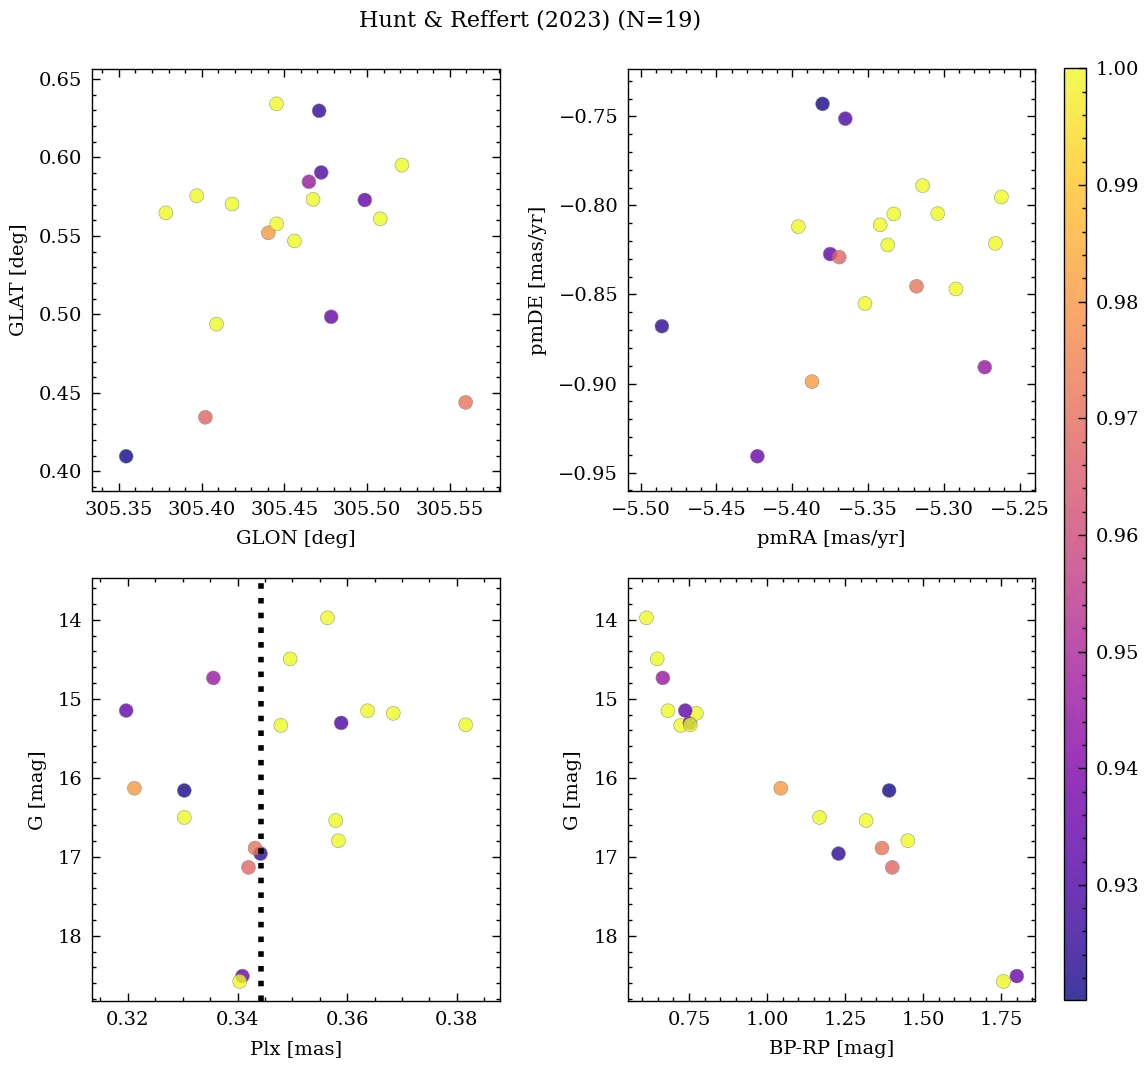 Hunt & Reffert (2023) (N=19)
0.65
0.60
0.55
0.50
0.45
0.40
GLAT [deg]
305.35 305.40 305.45 305.50 305.55
GLON [deg]
−0.75
−0.80
−0.85
−0.90
−0.95
pmDE [mas/yr]
−5.50 −5.45 −5.40 −5.35 −5.30 −5.25
pmRA [mas/yr]
14
15
16
17
18
G [mag]
0.32 0.34 0.36 0.38
Plx [mas]
14
15
16
17
18
G [mag]
0.75 1.00 1.25 1.50 1.75
BP-RP [mag]
1.00
0.99
0.98
0.97
0.96
0.95
0.94
0.93